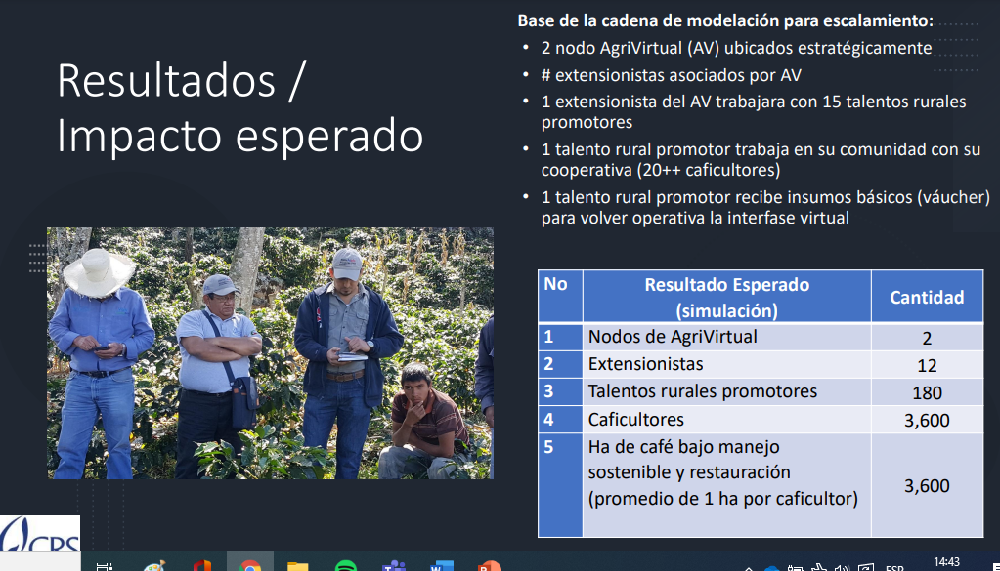 Resultados /
Impacto esperado
Base de la cadena de modelación para escalamiento:
• 2 nodo AgriVirtual (AV) ubicados estratégicamente
• # extensionistas asociados por AV
• 1 extensionista del AV trabajara con 15 talentos rurales
promotores
• 1 talento rural promotor trabaja en su comunidad con su
cooperativa (20++ caficultores)
• 1 talento rural promotor recibe insumos básicos (váucher)
para volver operativa la interfase virtual
No Resultado Esperado
(simulación) Cantidad
1 Nodos de AgriVirtual 2
2 Extensionistas 12
3 Talentos rurales promotores 180
4 Caficultores 3,600
5 Ha de café bajo manejo
sostenible y restauración
(promedio de 1 ha por caficultor) 3,600
CRS
14:43
ESP